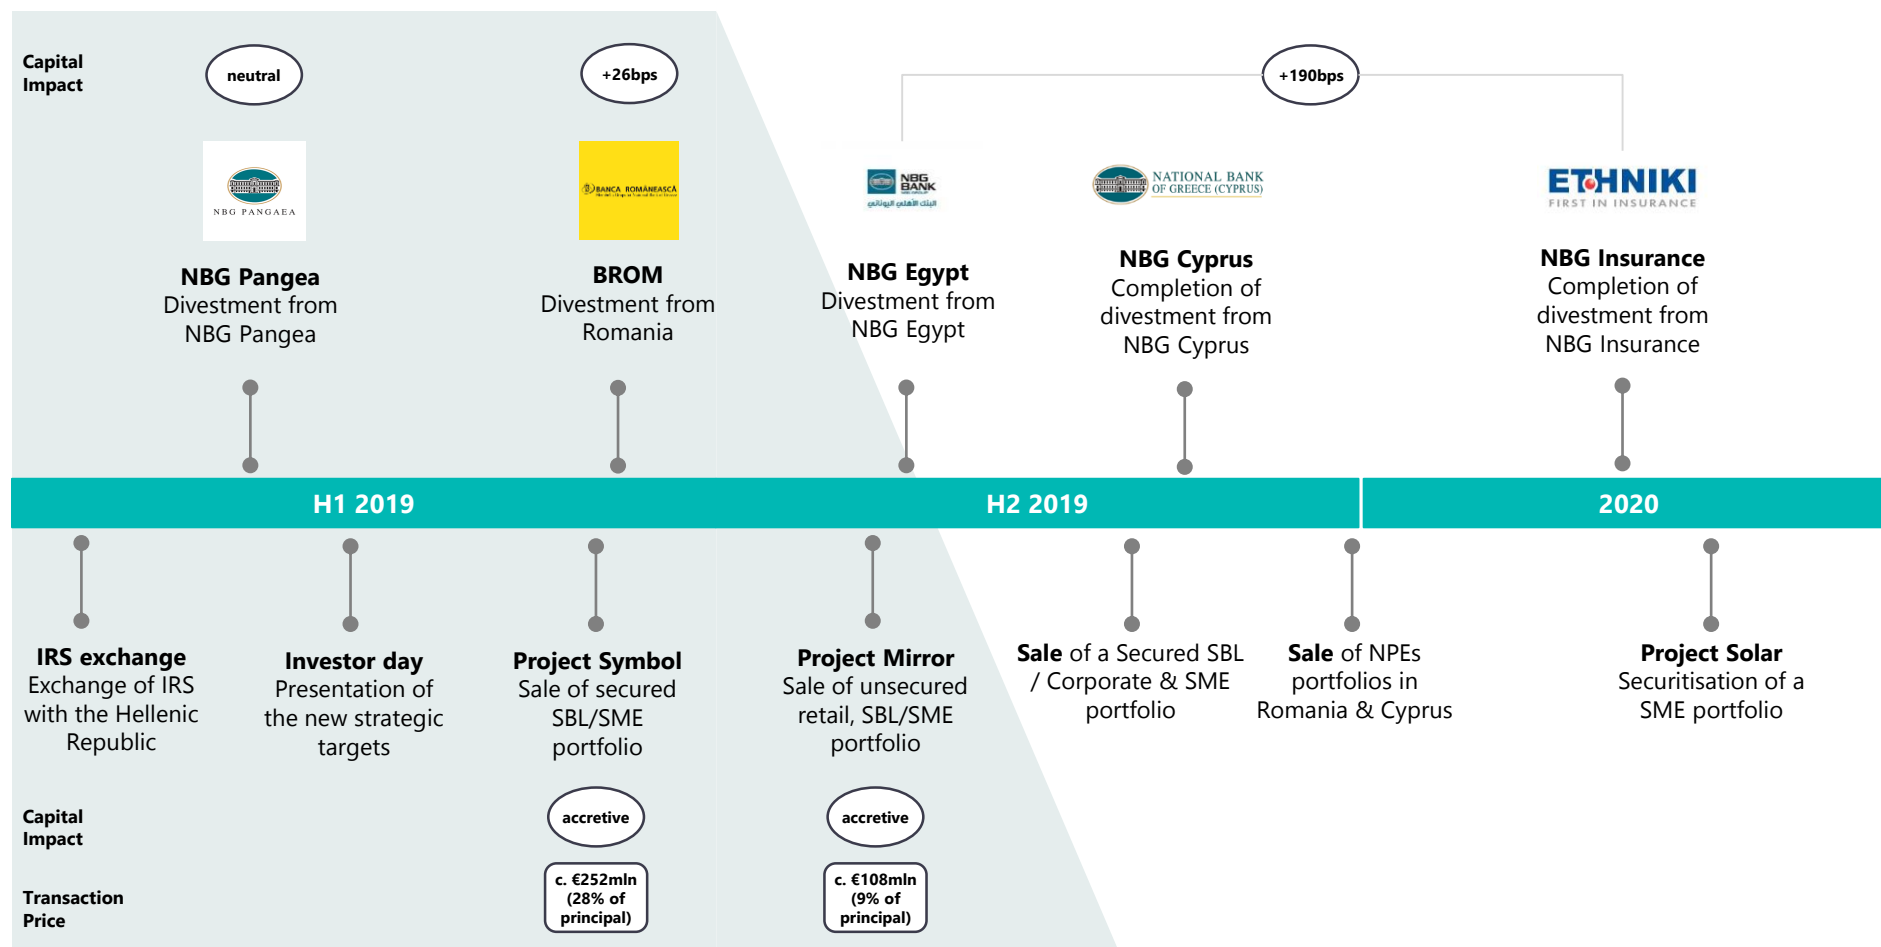 Capital
Impact
neutral
+26bps
+190bps
NBG PANGAEA
BANCA ROMÂNEASCĂ
NBG
BANK
البنك الأهلي اليوناني
NATIONAL BANK
OF GREECE (CYPRUS)
ETHNIKI
FIRST IN INSURANCE
NBG Pangea
Divestment from
NBG Pangea
BROM
Divestment from
Romania
NBG Egypt
Divestment from
NBG Egypt
NBG Cyprus
Completion of
divestment from
NBG Cyprus
NBG Insurance
Completion of
divestment from
NBG Insurance
H1 2019
H2 2019
2020
IRS exchange
Exchange of IRS
with the Hellenic
Republic
Investor day
Presentation of
the new strategic
targets
Project Symbol
Sale of secured
SBL/SME
portfolio
Project Mirror
Sale of unsecured
retail, SBL/SME
portfolio
Sale of a Secured SBL
/ Corporate & SME
portfolio
Sale of NPEs
portfolios in
Romania & Cyprus
Project Solar
Securitisation of a
SME portfolio
Capital
Impact
accretive
accretive
Transaction
Price
c. €252mln
(28% of
principal)
c. €108mln
(9% of
principal)